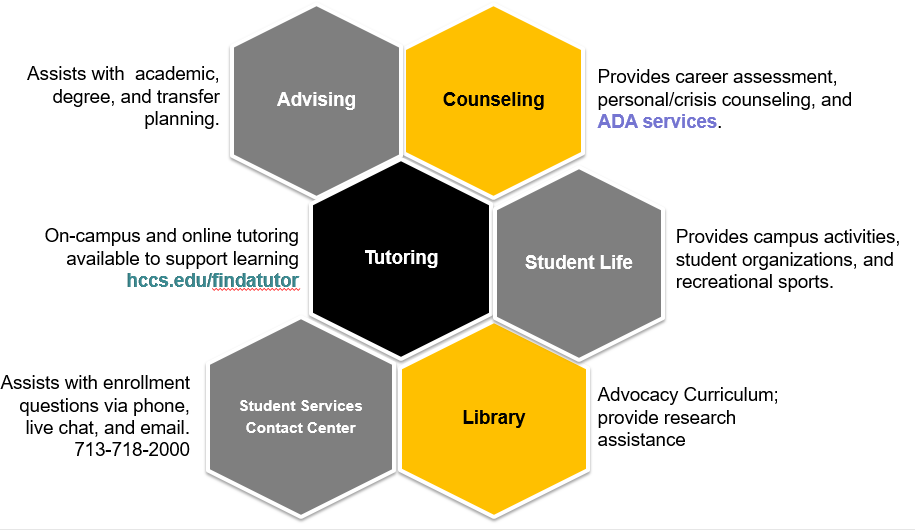 Assists with  academic,
degree, and transfer
planning.
Advising
Counseling
Provides career assessment,
personal/crisis counseling, and
ADA services.
On-campus and online tutoring
available to support learning
hccs.edu/findatutor
Tutoring
Student Life
Provides campus activities,
student organizations, and
recreational sports.
Assists with enrollment
questions via phone,
live chat, and email.
713-718-2000
Student Services
Contact Center
Library
Advocacy Curriculum;
provide research
assistance